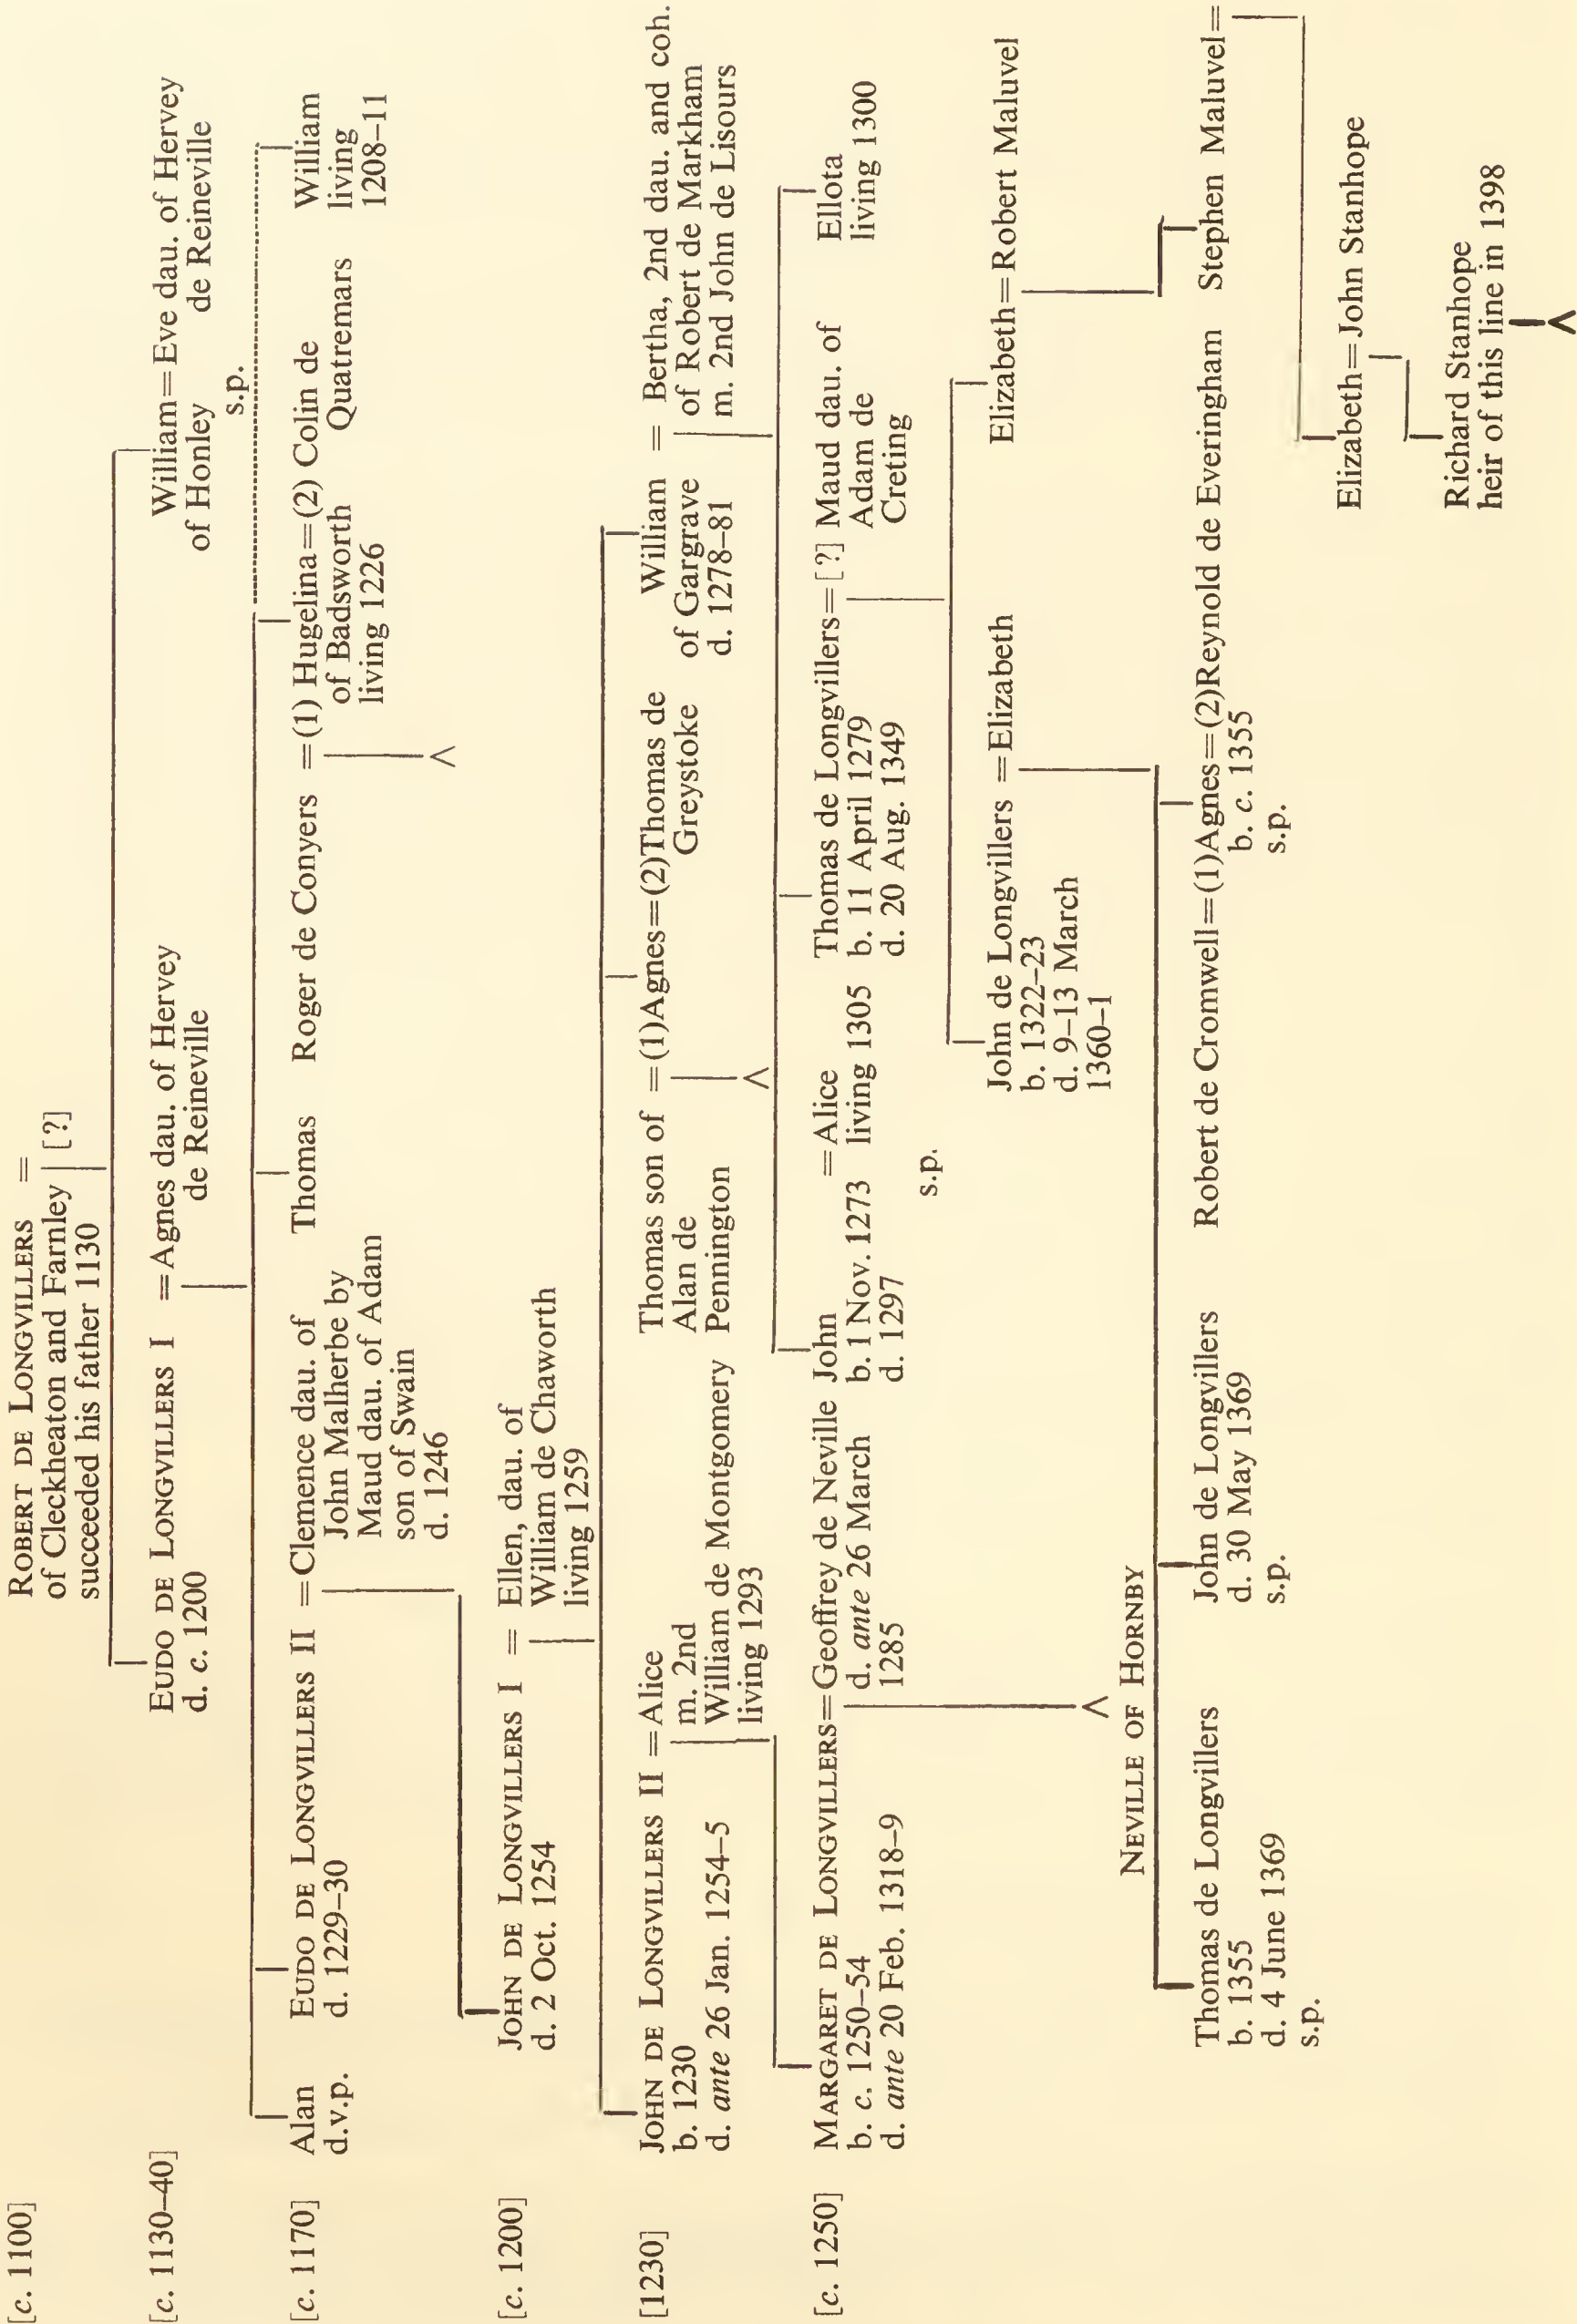 [c. 1100]
ROBERT DE LONGVILLERS =
of Cleckheaton and Farnley [?]
succeeded his father 1130
[c. 1130–40]
EUDO DE LONGVILLERS I =Agnes dau. of Hervey
d. c. 1200
de Reineville
William=Eve dau. of Hervey
of Honley
de Reineville
s.p.
[c. 1170]
Alan
d.v.p.
EUDO DE LONGVILLERS II =Clemence dau. of
d. 1229–30
John Malherbe by
Maud dau. of Adam
son of Swain
d. 1246
Thomas
Roger de Conyers =(1) Hugelina=(2) Colin de
of Badsworth
Quatremars
living 1226
William
living
1208–11
[c. 1200]
JOHN DE LONGVILLERS I = Ellen, dau. of
d. 2 Oct. 1254
William de Chaworth
living 1259
[1230]
JOHN DE LONGVILLERS II =Alice
b. 1230
m. 2nd
d. ante 26 Jan. 1254–5
William de Montgomery
living 1293
Thomas son of =(1)Agnes=(2)Thomas de
Alan de
Greystoke
Pennington
William = Bertha, 2nd dau. and coh.
of Gargrave
of Robert de Markham
d. 1278–81
m. 2nd John de Lisours
[c. 1250]
MARGARET DE LONGVILLERS=Geoffrey de Neville
b. c. 1250–54
d. ante 26 March
d. ante 20 Feb. 1318–9
1285
John =Alice
b. 1 Nov. 1273 living 1305
d. 1297
s.p.
Thomas de Longvillers=[?] Maud dau. of
b. 11 April 1279
Adam de
d. 20 Aug. 1349
Creting
Ellota
living 1300
John de Longvillers =Elizabeth
b. 1322–23
d. 9–13 March
1360–1
Elizabeth=Robert Maluvel
NEVILLE OF HORNBY
Thomas de Longvillers
b. 1355
d. 4 June 1369
s.p.
John de Longvillers
d. 30 May 1369
s.p.
Robert de Cromwell=(1)Agnes=(2)Reynold de Everingham
b. c. 1355
s.p.
Stephen Maluvel=
Elizabeth=John Stanhope
Richard Stanhope
heir of this line in 1398